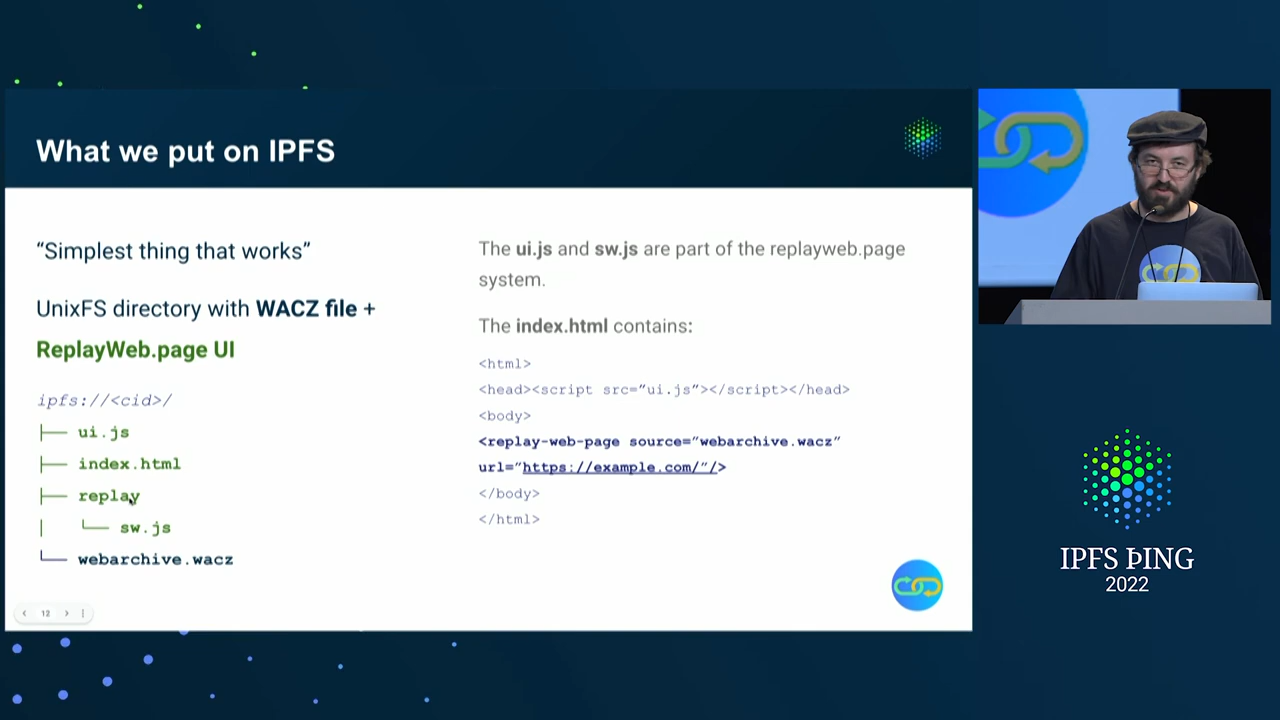 What we put on IPFS
“Simplest thing that works”
UnixFS directory with WACZ file +
ReplayWeb.page UI
ipfs://<cid>/
├── ui.js
├── index.html
├── replay
│   └── sw.js
└── webarchive.wacz
The ui.js and sw.js are part of the replayweb.page
system.
The index.html contains:
<html>
<head><script src=”ui.js”></script></head>
<body>
<replay-web-page source=”webarchive.wacz”
url=”https://example.com/”/>
</body>
</html>
12
IPFS ÞING
2022